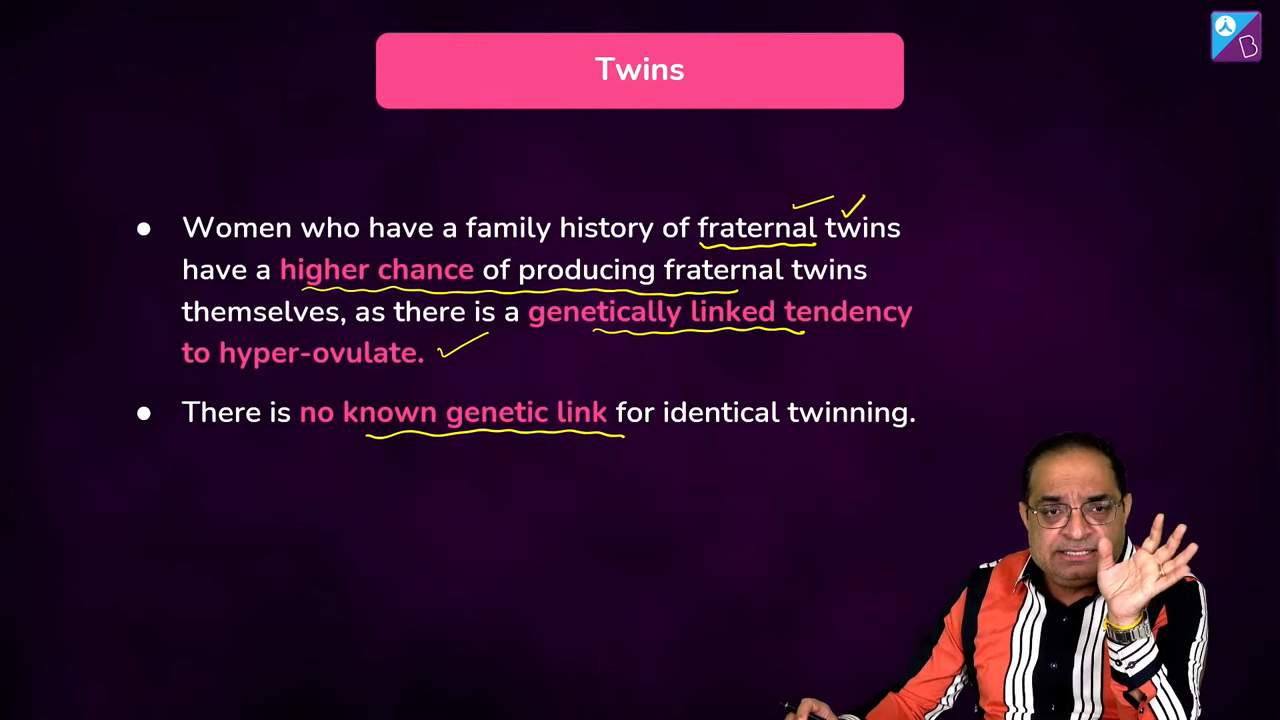 Twins
● Women who have a family history of fraternal twins
have a higher chance of producing fraternal twins
themselves, as there is a genetically linked tendency
to hyper-ovulate.
● There is no known genetic link for identical twinning.
B